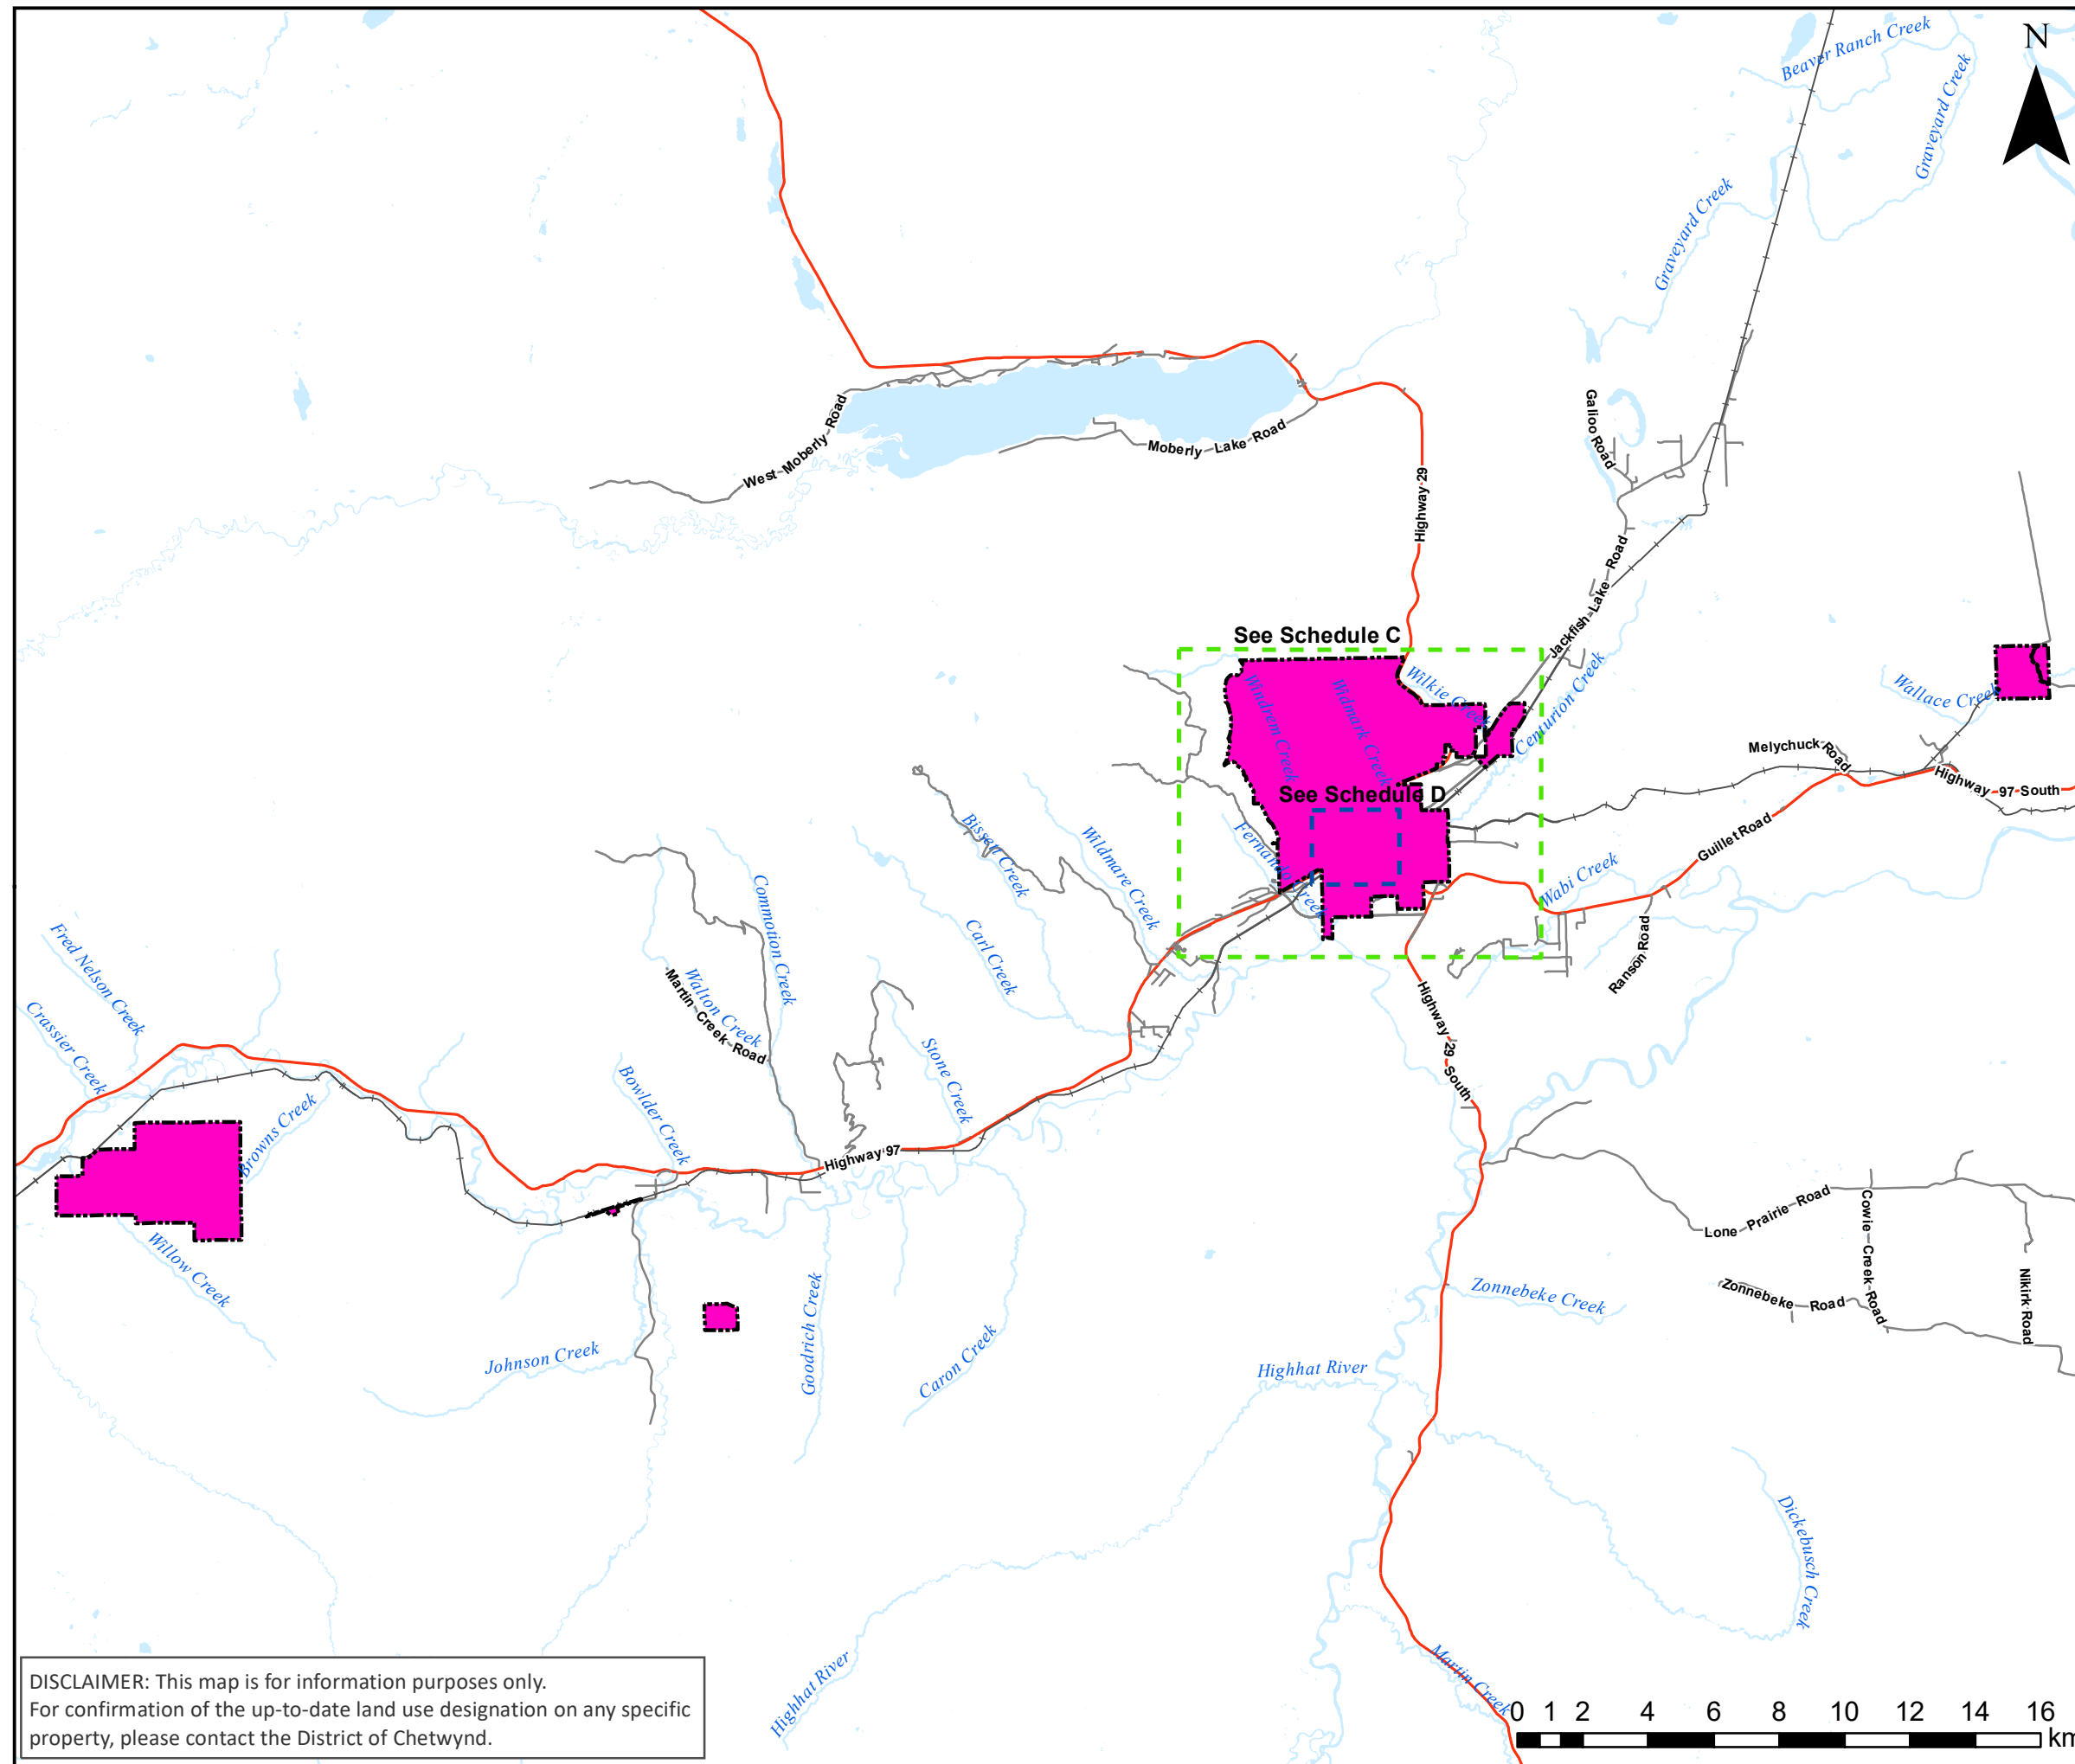 N
Beaver Ranch Creek
Graveyard Creek
Graveyard Creek
Galioo Road
West Moberly Road
Moberly Lake Road
Highway 29
Jackfish Lake Road
See Schedule C
Wilkie Creek
Windrem Creek
Widmark Creek
Centurion Creek
Wallace Creek
Melychuck Road
Highway 97 South
See Schedule D
Guillet Road
Fernando Creek
Bissett Creek
Wildmare Creek
Wabi Creek
Ranson Road
Commotion Creek
Carl Creek
Fred Nelson Creek
Crassier Creek
Walton Creek
Martin Creek Road
Highway 29 South
Stone Creek
Bowlder Creek
Browns Creek
Highway 97
Willow Creek
Lone Prairie Road
Cowie Creek Road
Nikirk Road
Zonnebeke Creek
Zonnebeke Road
Johnson Creek
Goodrich Creek
Caron Creek
Highhat River
Dickebusch Creek
Highhat River
Martin Creek
DISCLAIMER: This map is for information purposes only.
For confirmation of the up-to-date land use designation on any specific
property, please contact the District of Chetwynd.
0 1 2 4 6 8 10 12 14 16
km